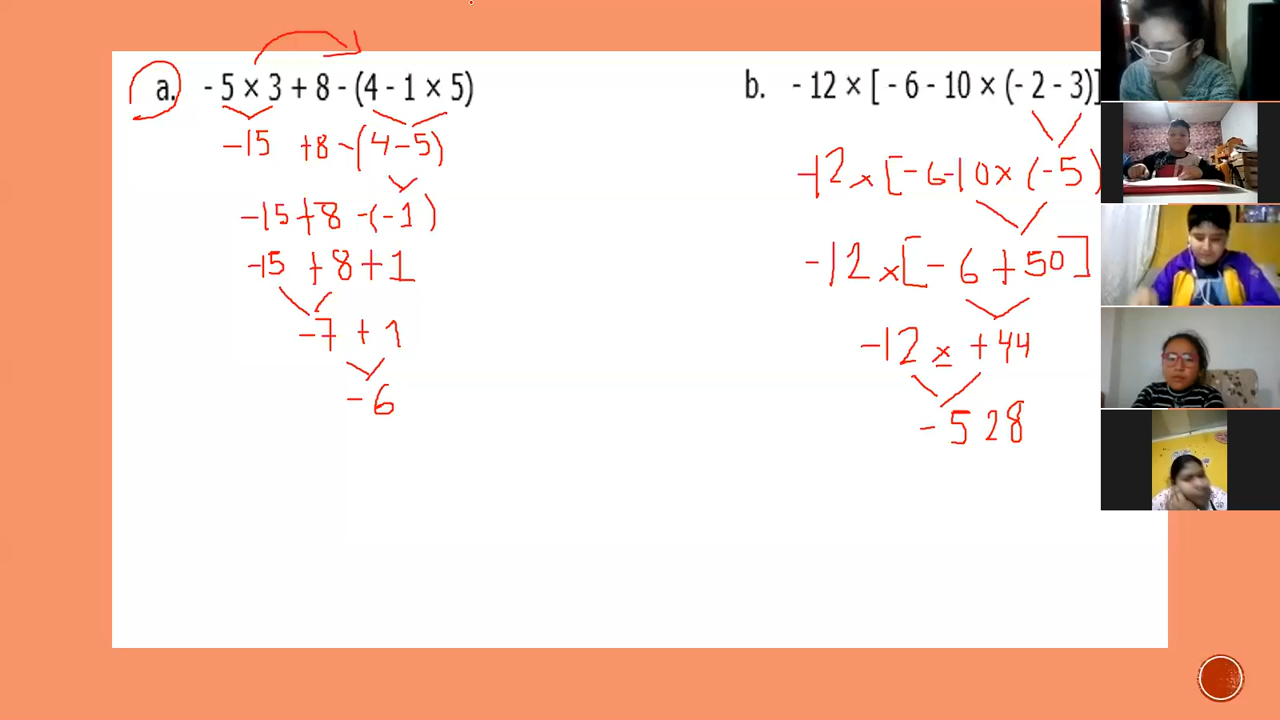 a. - 5 × 3 + 8 - (4 - 1 × 5)
-15 +8 -(4-5)
-15+8 -(-1)
-15 +8+1
-7 + 1
-6
b. - 12 × [ - 6 - 10 × (- 2 - 3)]
-12 x [-6-10x (-5)
-12 x [-6+50]
-12 x +44
-528